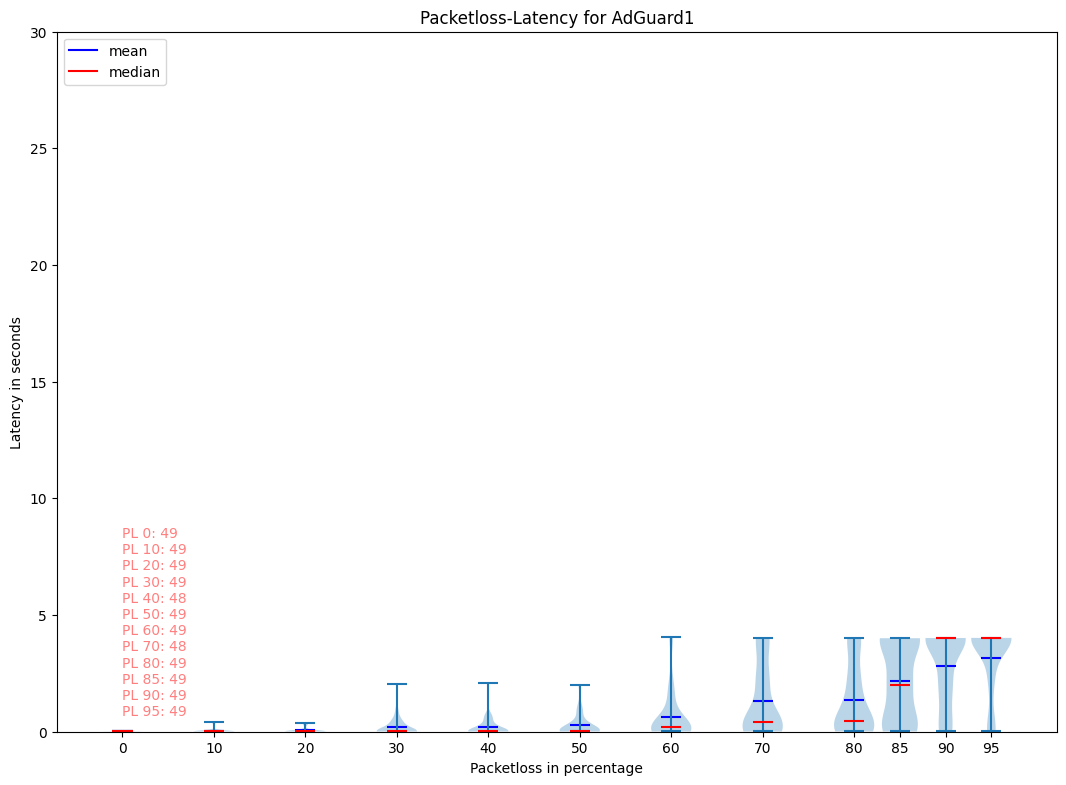 Packetloss-Latency for AdGuard1
mean
median
30
25
20
15
10
5
0
Latency in seconds
PL 0: 49
PL 10: 49
PL 20: 49
PL 30: 49
PL 40: 48
PL 50: 49
PL 60: 49
PL 70: 48
PL 80: 49
PL 85: 49
PL 90: 49
PL 95: 49
0 10 20 30 40 50 60 70 80 85 90 95
Packetloss in percentage